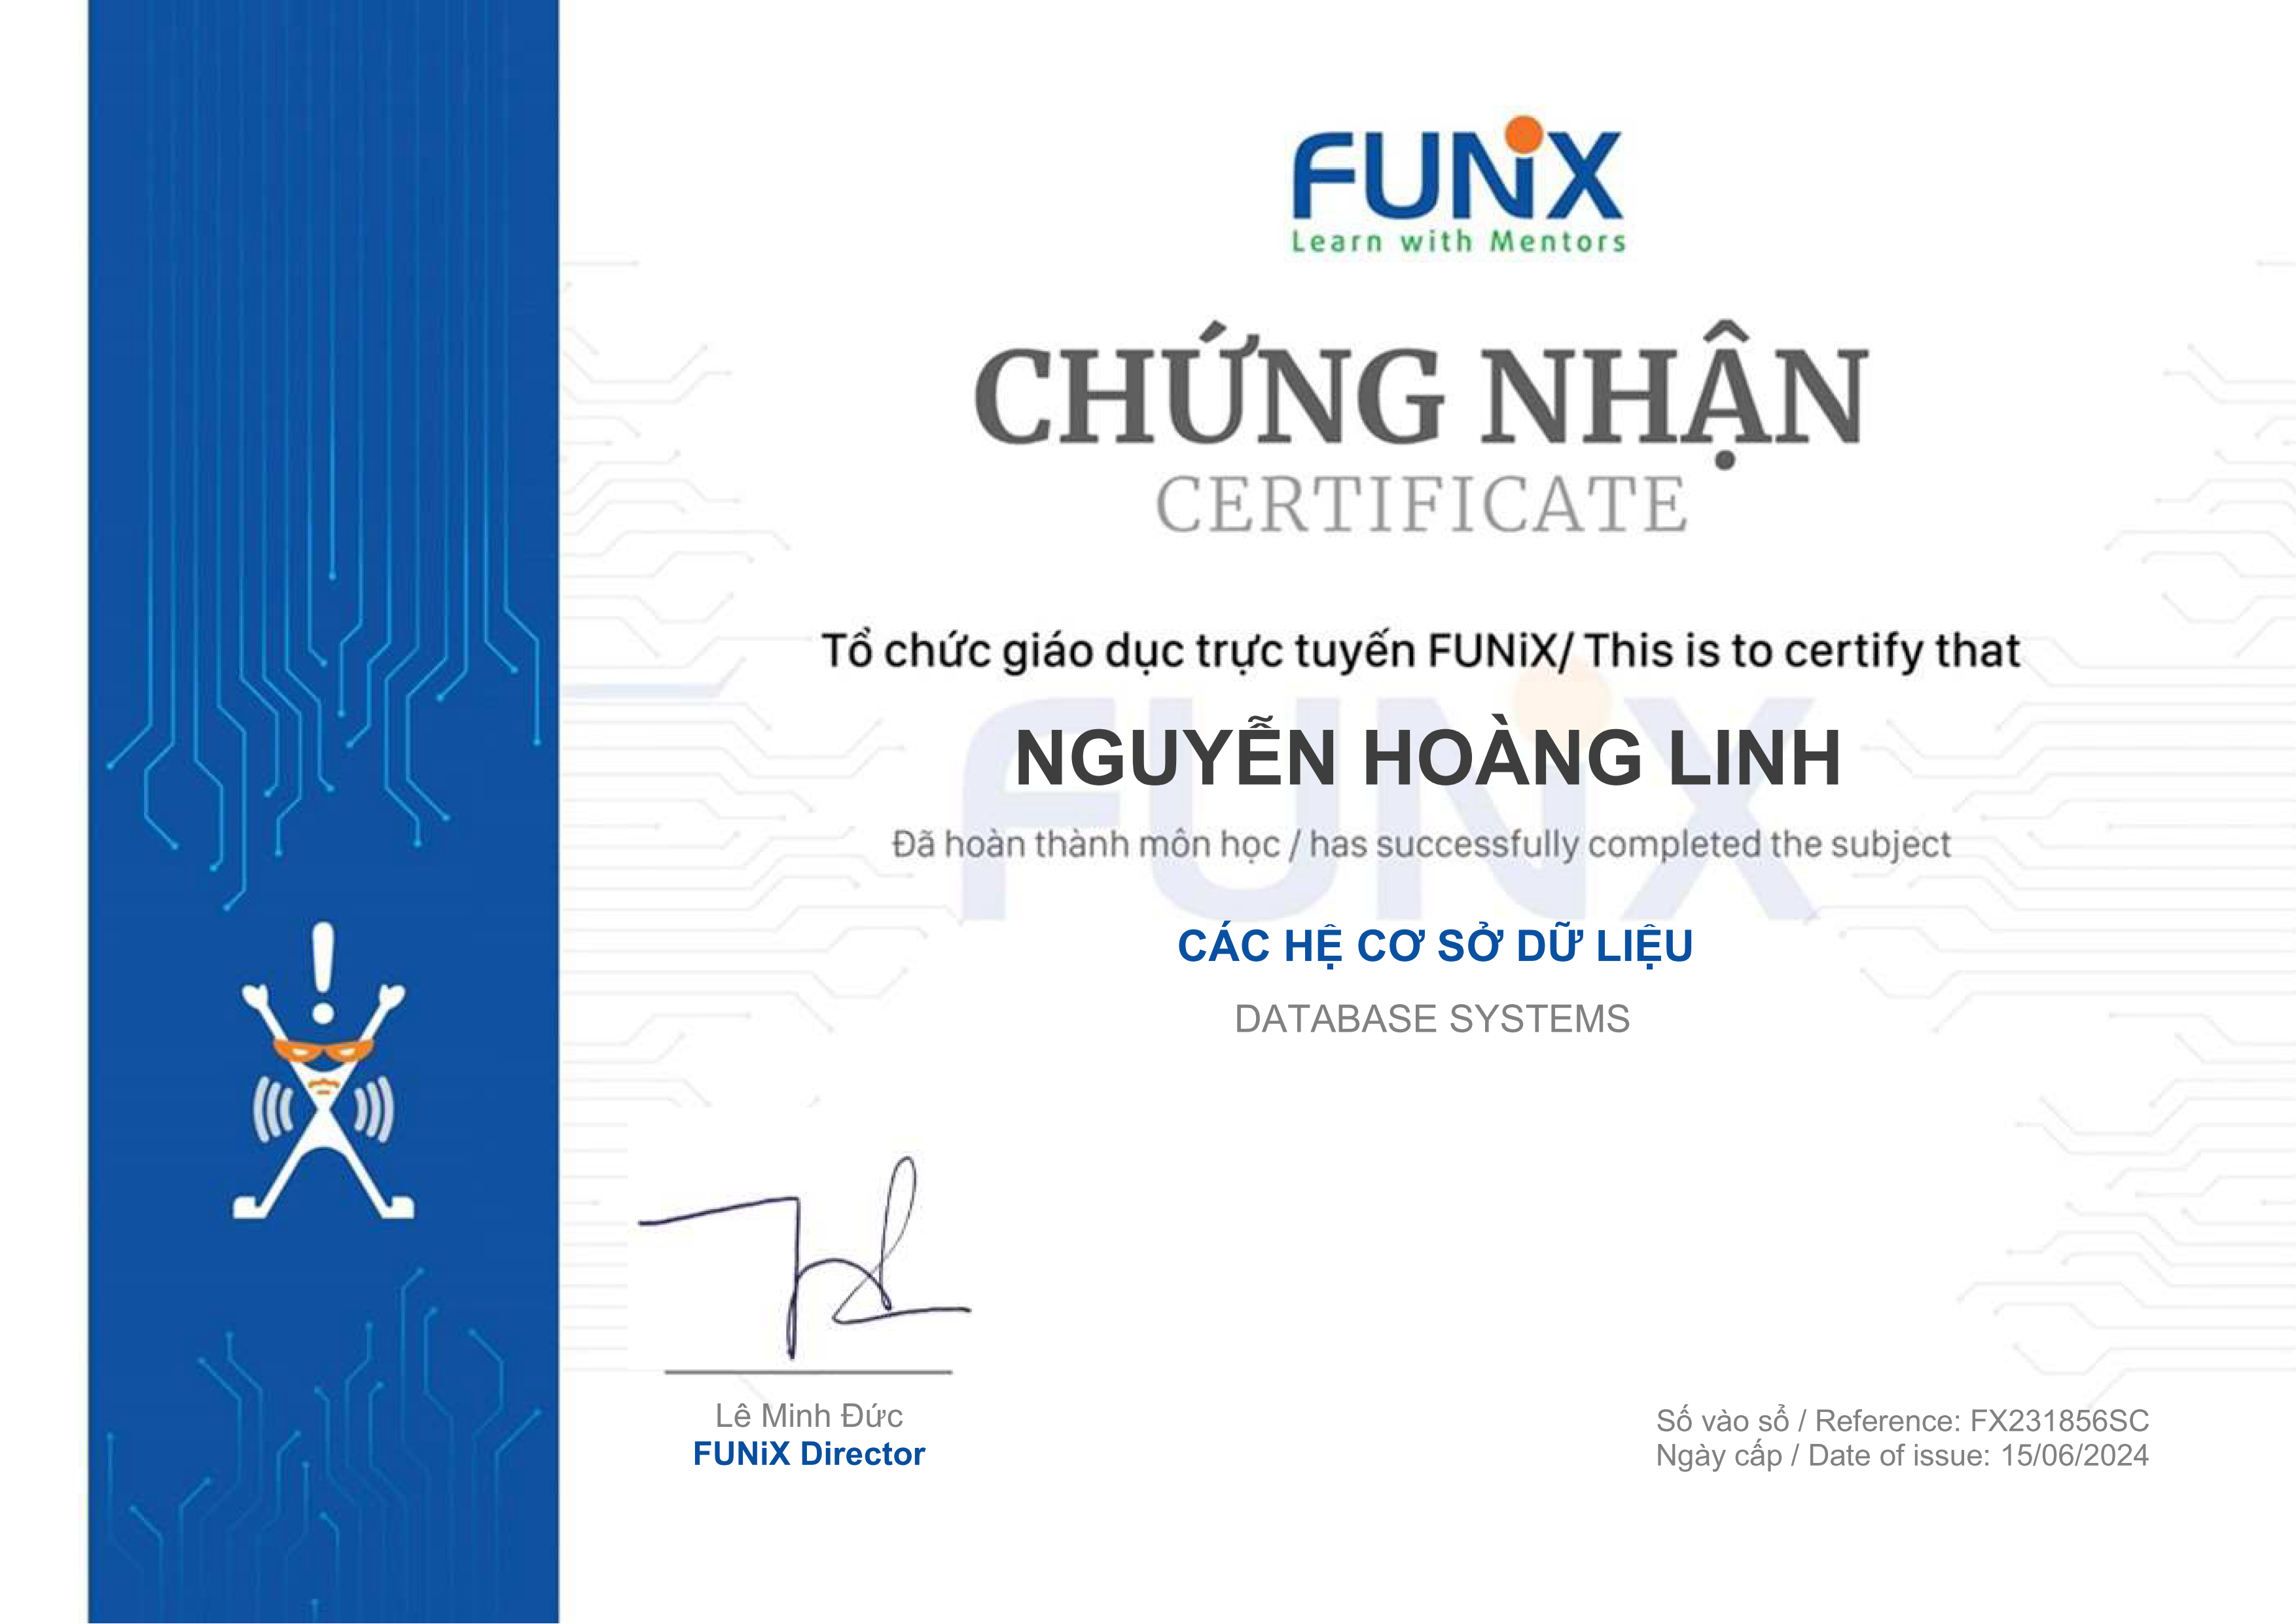 FUNiX
Learn with Mentors
CHỨNG NHẬN
CERTIFICATE
Tổ chức giáo dục trực tuyến FUNiX/ This is to certify that
NGUYỄN HOÀNG LINH
Đã hoàn thành môn học / has successfully completed the subject
CÁC HỆ CƠ SỞ DỮ LIỆU
DATABASE SYSTEMS
Lê Minh Đức
FUNiX Director
Số vào sổ / Reference: FX231856SC
Ngày cấp / Date of issue: 15/06/2024